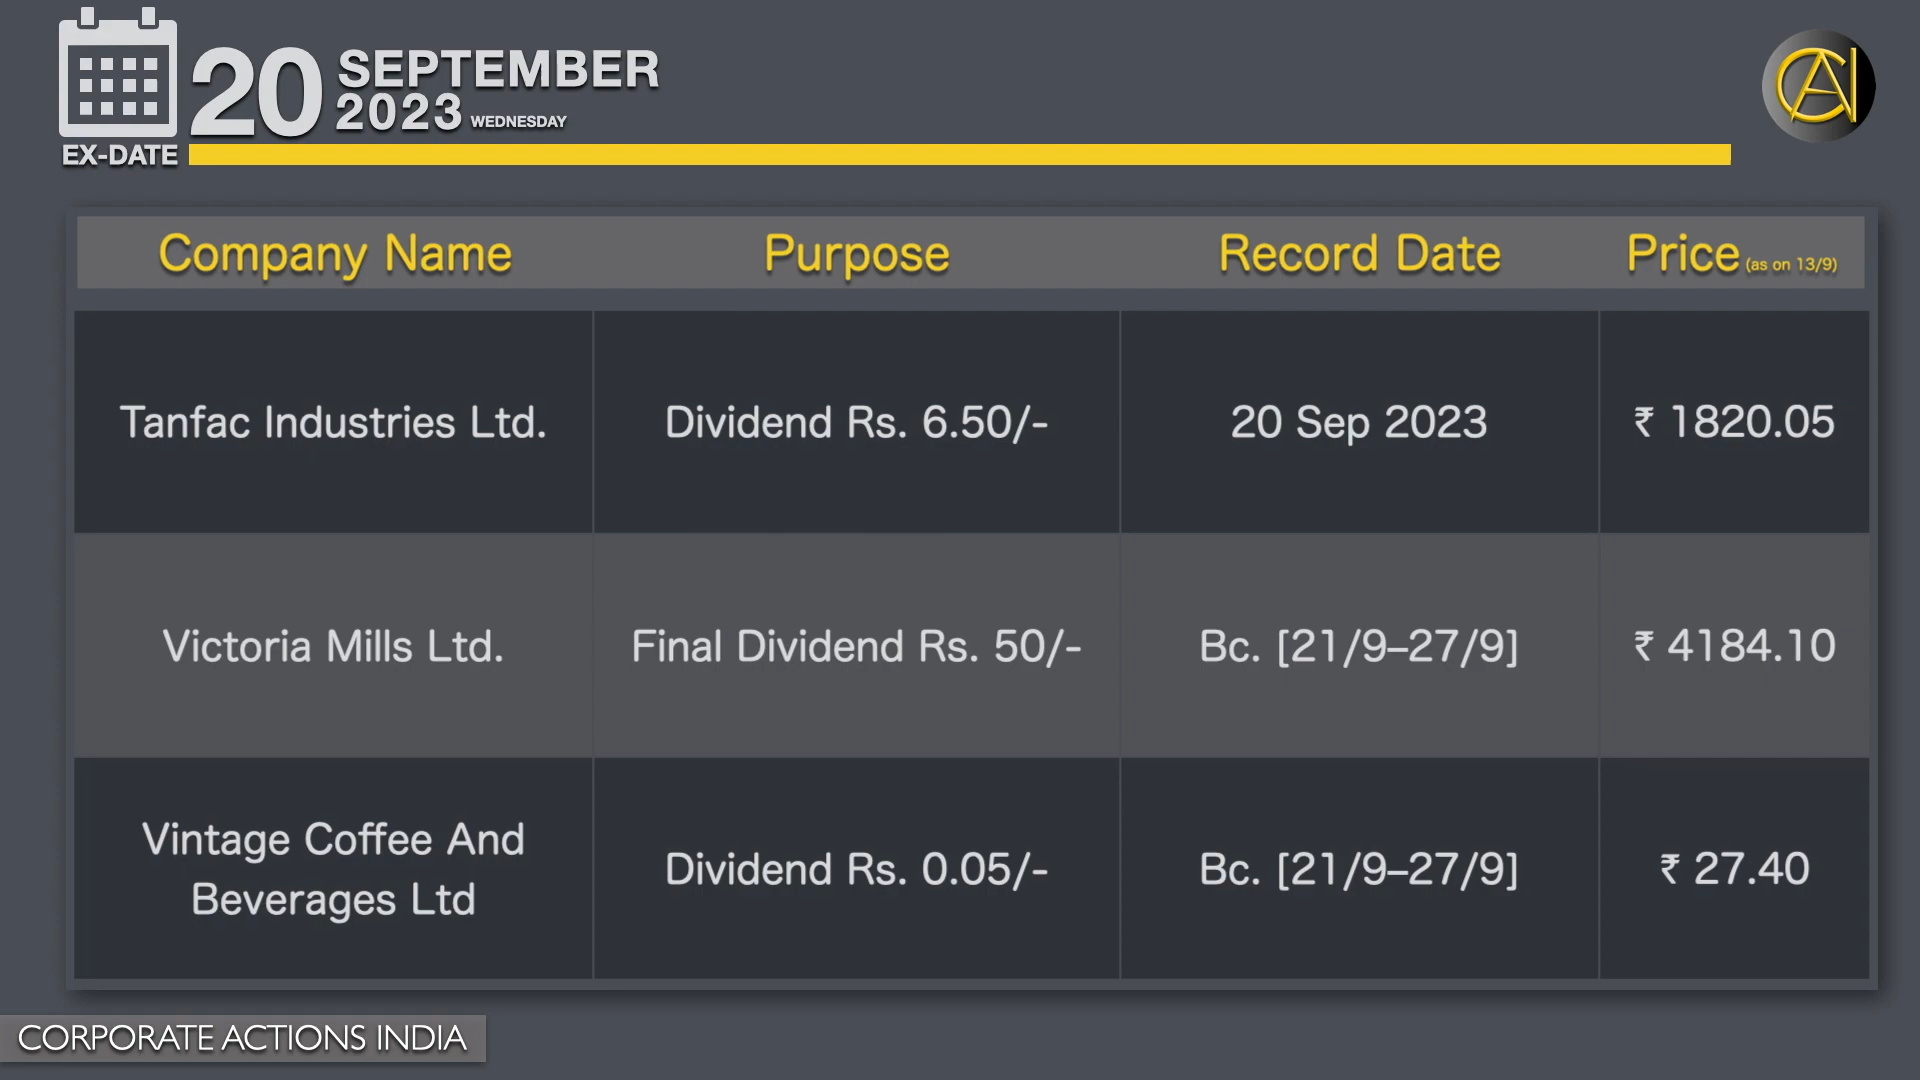 20 SEPTEMBER
2023 WEDNESDAY
EX-DATE
CAI
Company Name Purpose Record Date Price (as on 13/9)
Tanfac Industries Ltd. Dividend Rs. 6.50/- 20 Sep 2023 ₹ 1820.05
Victoria Mills Ltd. Final Dividend Rs. 50/- Bc. [21/9–27/9] ₹ 4184.10
Vintage Coffee And
Beverages Ltd Dividend Rs. 0.05/- Bc. [21/9–27/9] ₹ 27.40
CORPORATE ACTIONS INDIA